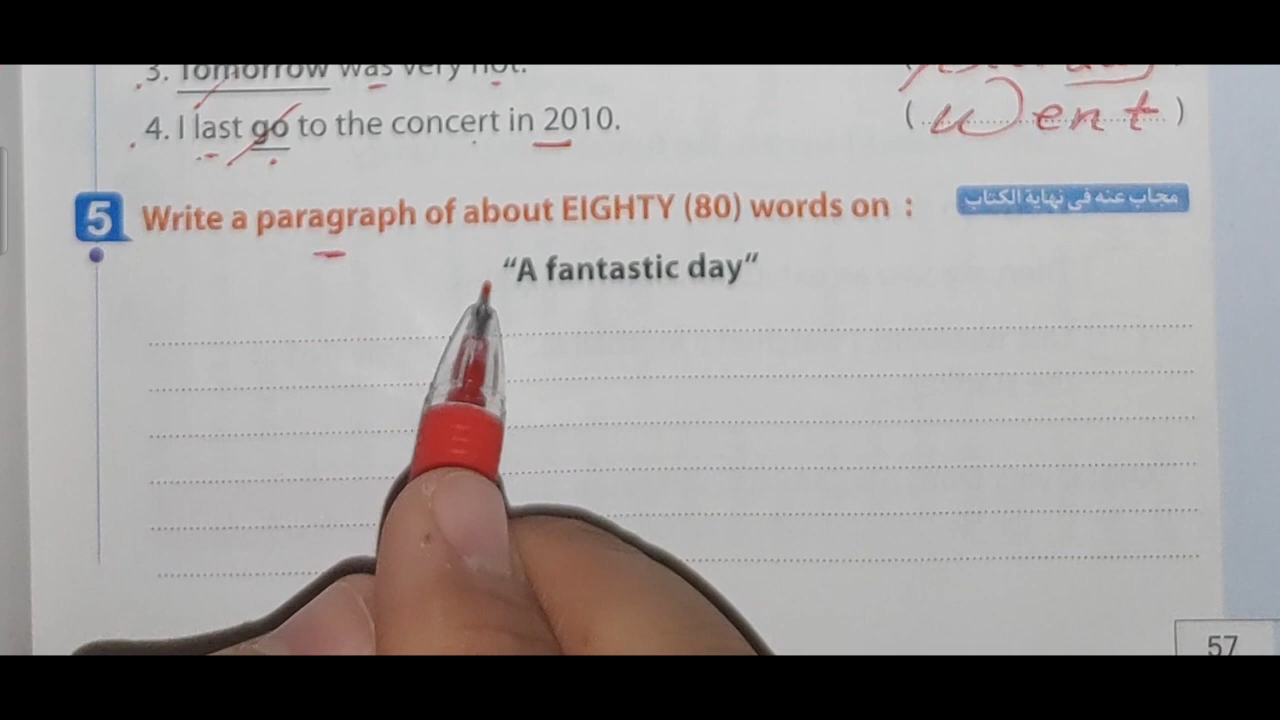 3. Tomorrow was very hot.
4. I last go to the concert in 2010. (went)
5 Write a paragraph of about EIGHTY (80) words on : مجاب عنه فى نهاية الكتاب
“A fantastic day”
57